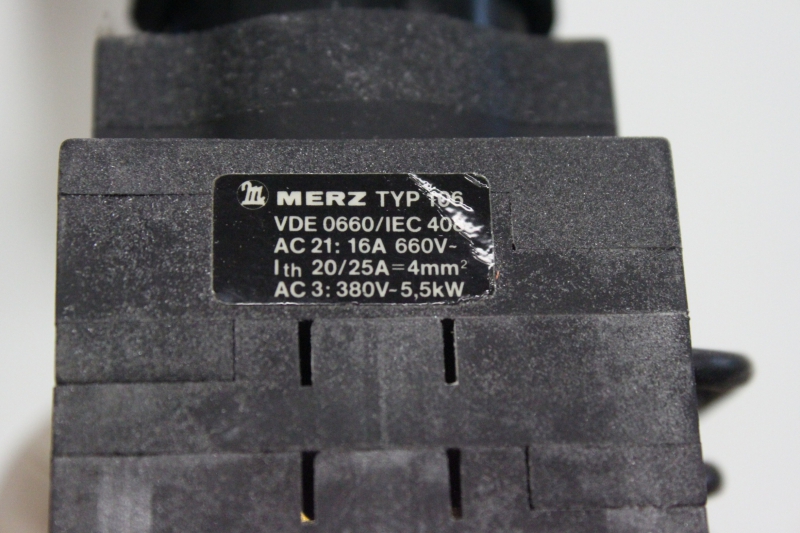 m MERZ TYP 106
VDE 0660/IEC 408
AC 21: 16A 660V~
Ith 20/25A=4mm²
AC 3: 380V~5,5kW